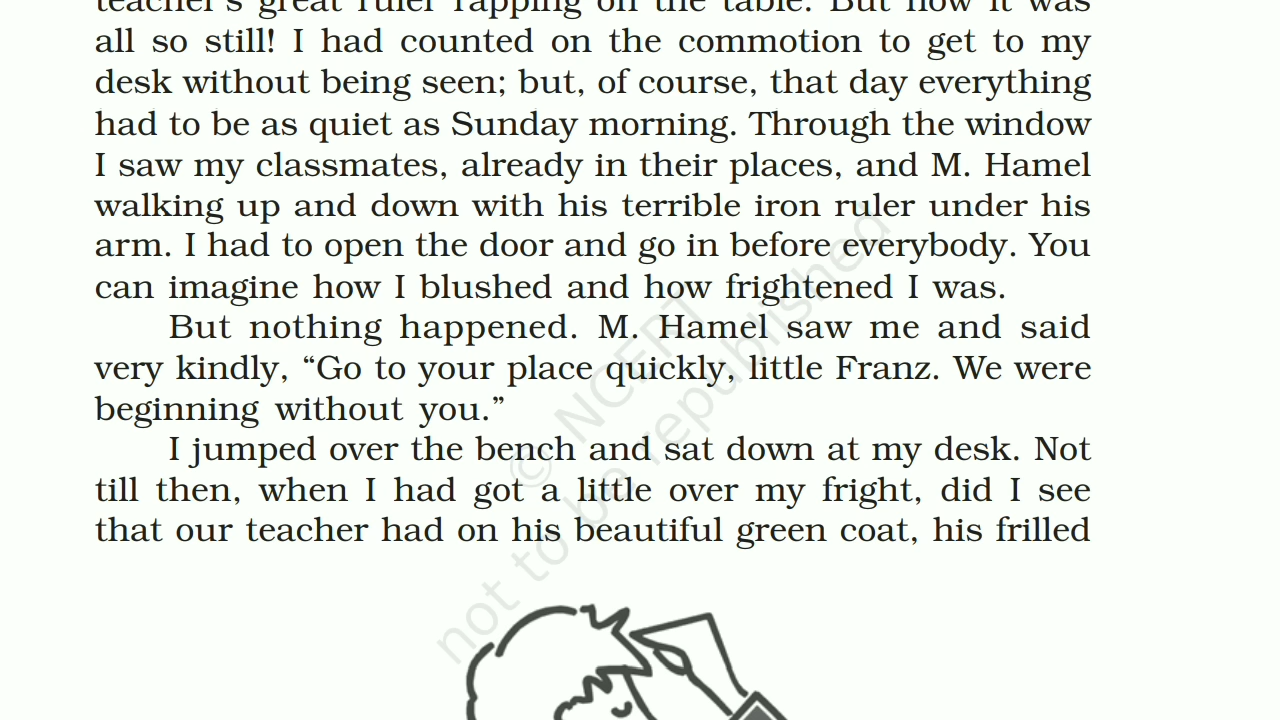 teacher's great ruler rapping on the table. But now it was
all so still! I had counted on the commotion to get to my
desk without being seen; but, of course, that day everything
had to be as quiet as Sunday morning. Through the window
I saw my classmates, already in their places, and M. Hamel
walking up and down with his terrible iron ruler under his
arm. I had to open the door and go in before everybody. You
can imagine how I blushed and how frightened I was.
But nothing happened. M. Hamel saw me and said
very kindly, “Go to your place quickly, little Franz. We were
beginning without you.”
I jumped over the bench and sat down at my desk. Not
till then, when I had got a little over my fright, did I see
that our teacher had on his beautiful green coat, his frilled
© NCERT
not to be republished